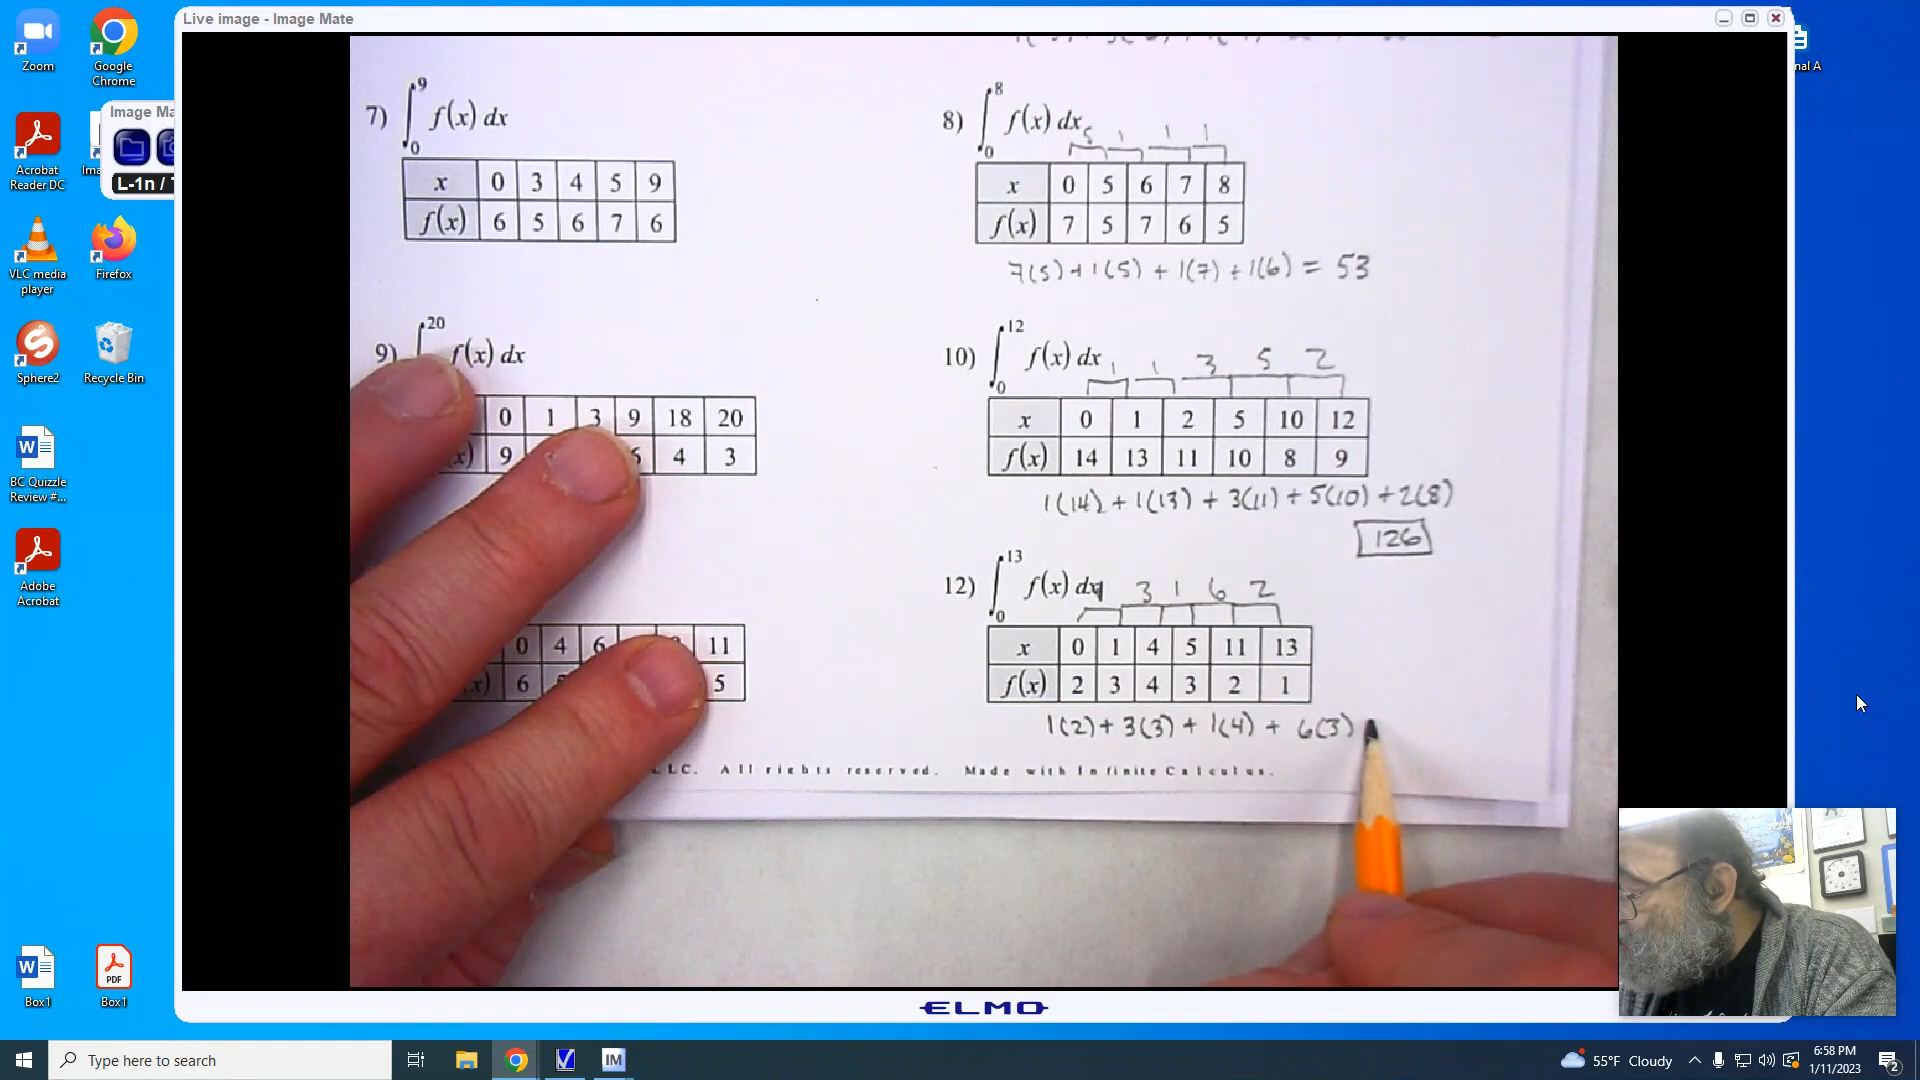 Live image - Image Mate
Zoom
Google Chrome
Acrobat Reader DC
VLC media player
Firefox
Sphere2
Recycle Bin
BC Quizzle Review #...
Adobe Acrobat
Box1
Box1
Image Ma
L-1n /
nal A
7) ∫₀⁹ f(x) dx
x 0 3 4 5 9
f(x) 6 5 6 7 6
8) ∫₀⁸ f(x) dx
5 1 1 1
x 0 5 6 7 8
f(x) 7 5 7 6 5
7(5) + 1(5) + 1(7) + 1(6) = 53
9) ∫ ²⁰ f(x) dx
0 1 3 9 18 20
(x) 9 4 3
10) ∫₀¹² f(x) dx
1 1 3 5 2
x 0 1 2 5 10 12
f(x) 14 13 11 10 8 9
1(14) + 1(13) + 3(11) + 5(10) + 2(8)
126
0 4 6 11
(x) 6 5
12) ∫₀¹³ f(x) dx
1 3 1 6 2
x 0 1 4 5 11 13
f(x) 2 3 4 3 2 1
1(2) + 3(3) + 1(4) + 6(3)
LLC. All rights reserved. Made with Infinite Calculus.
ELMO
Type here to search
IM
55°F Cloudy
6:58 PM
1/11/2023
2